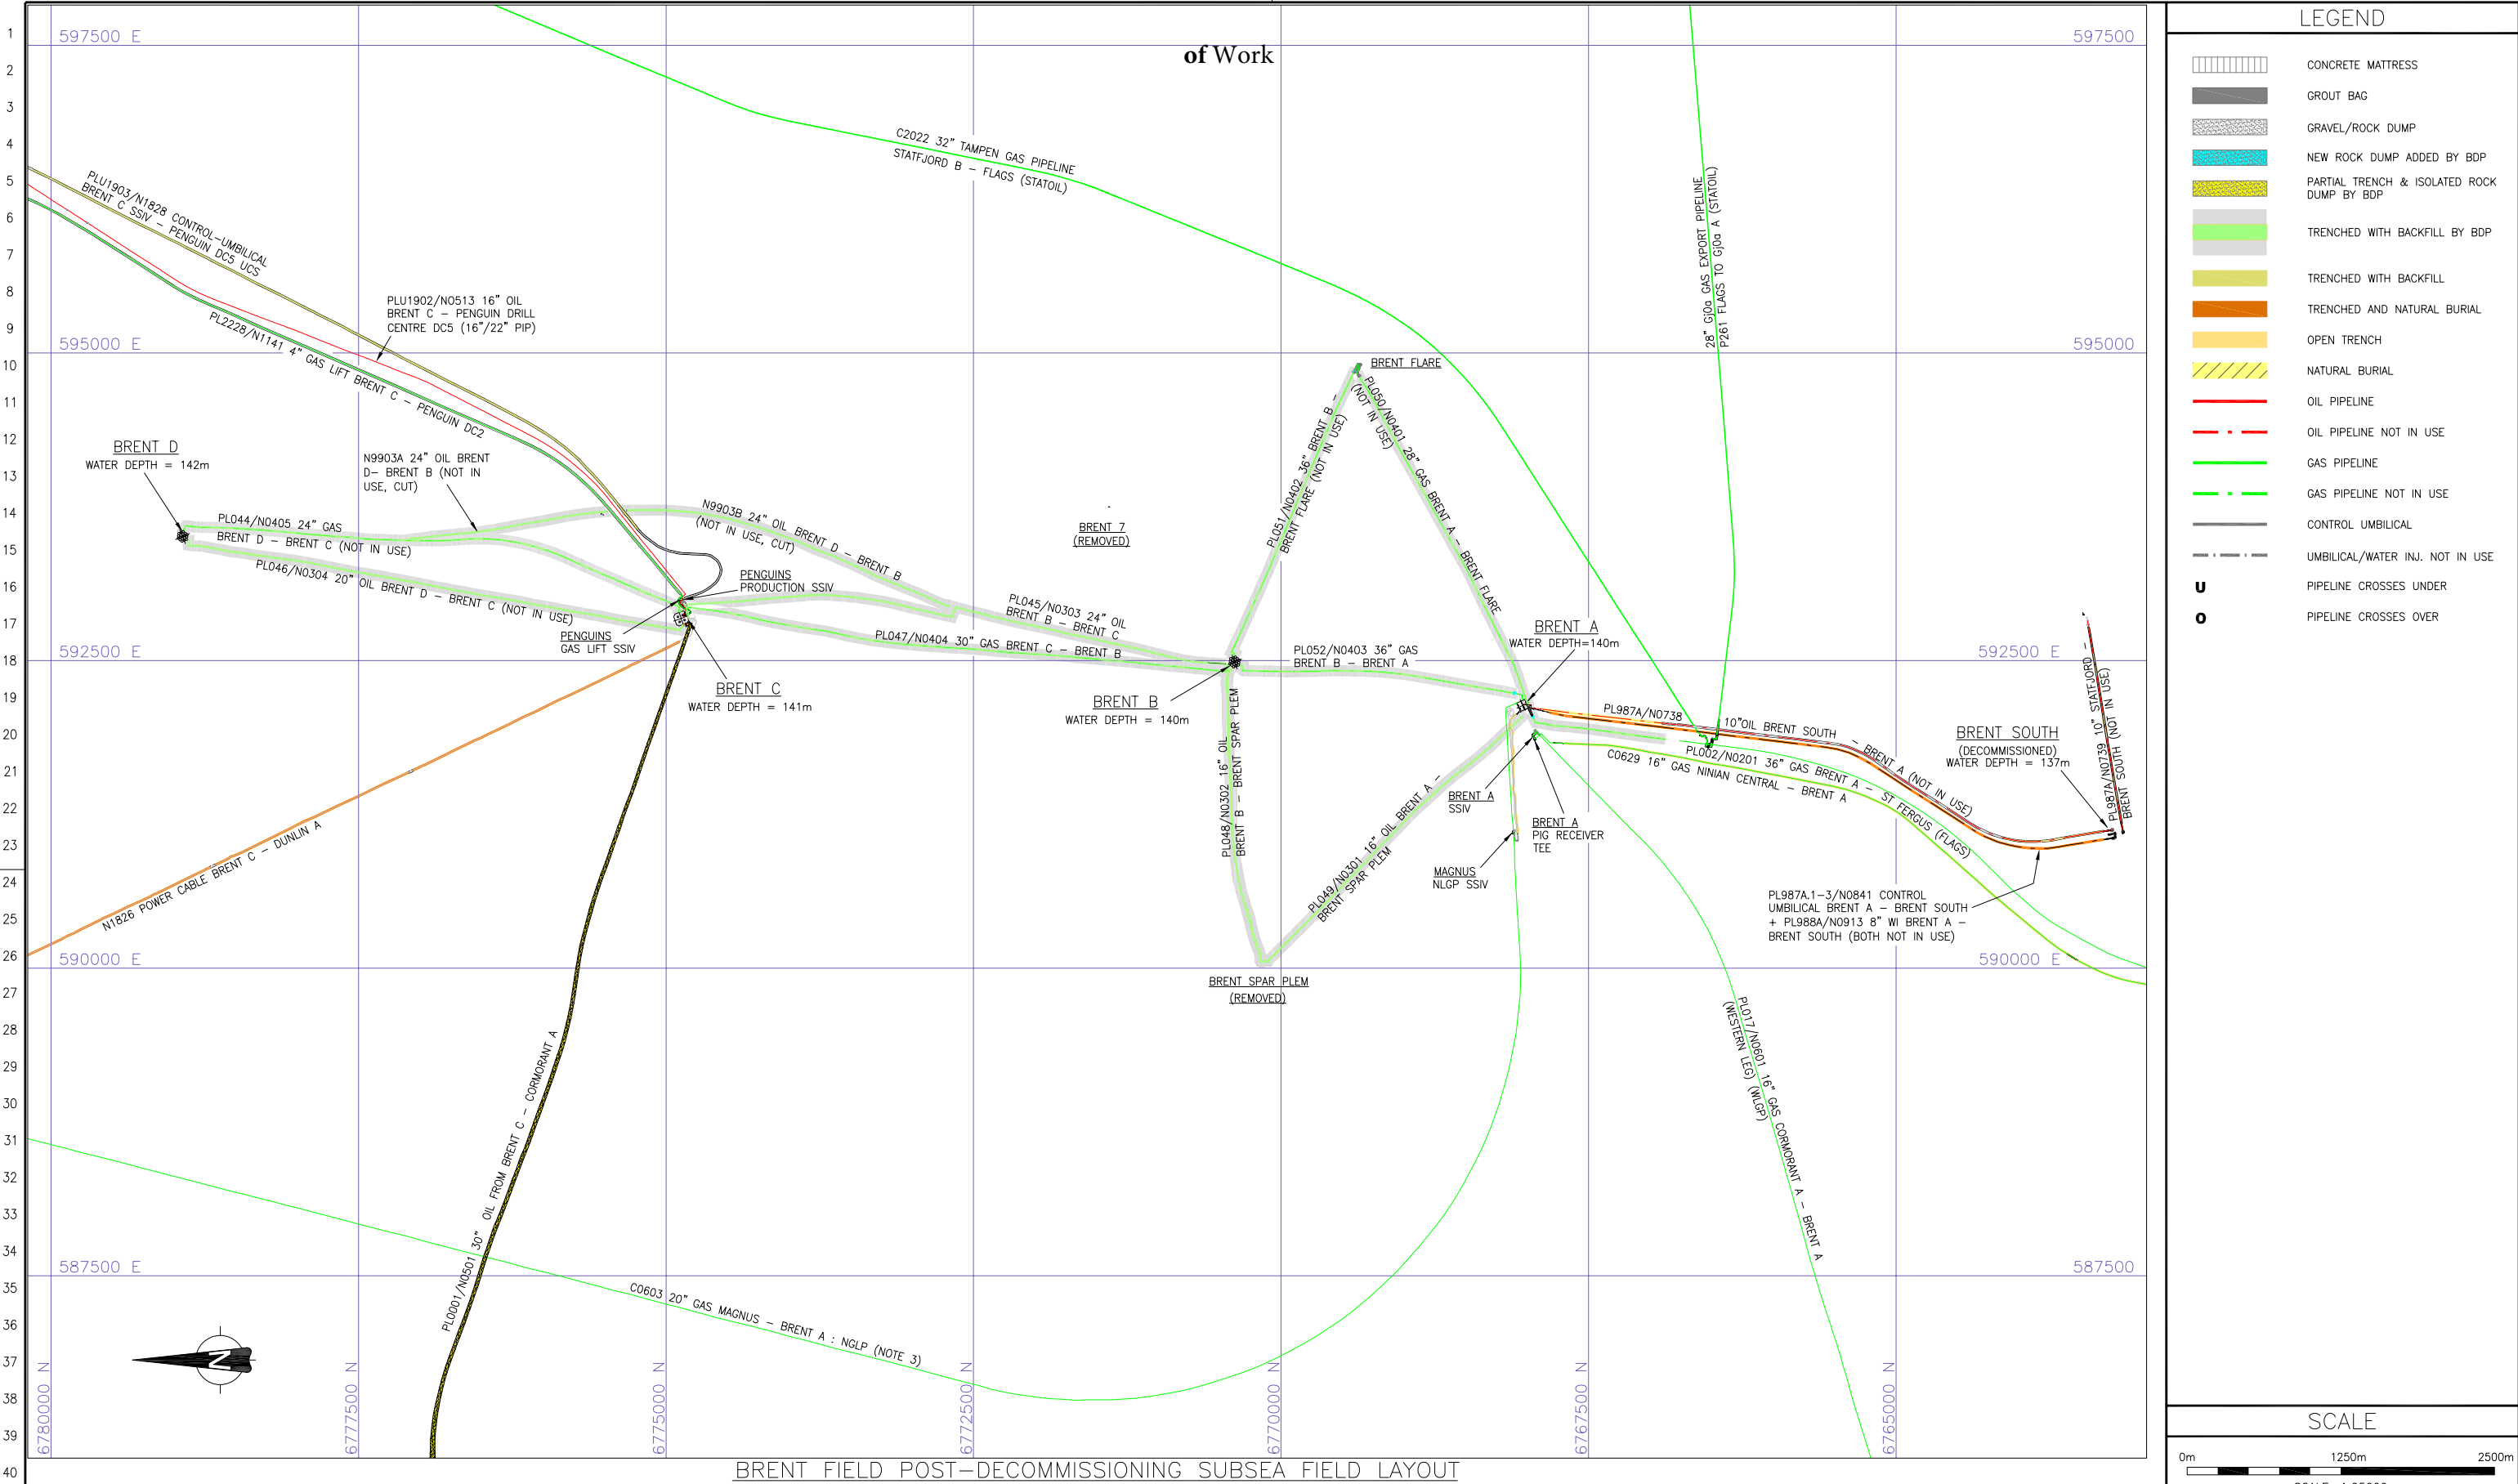 of Work
1
2
3
4
5
6
7
8
9
10
11
12
13
14
15
16
17
18
19
20
21
22
23
24
25
26
27
28
29
30
31
32
33
34
35
36
37
38
39
40
597500 E
597500
595000 E
595000
592500 E
592500 E
590000 E
590000 E
587500 E
587500
6780000 N
6777500 N
6775000 N
6772500 N
6770000 N
6767500 N
6765000 N
C2022 32" TAMPEN GAS PIPELINE
STATFJORD B – FLAGS (STATOIL)
28" Gj0a GAS EXPORT PIPELINE
P261 FLAGS TO Gj0a A (STATOIL)
PLU1903/N1828 CONTROL-UMBILICAL
BRENT C SSIV – PENGUIN DC5 UCS
PLU1902/N0513 16" OIL
BRENT C – PENGUIN DRILL
CENTRE DC5 (16"/22" PIP)
PL2228/N1141 4" GAS LIFT BRENT C – PENGUIN DC2
BRENT FLARE
PL051/N0402 36" BRENT B –
BRENT FLARE (NOT IN USE)
PL050/N0401 28" GAS BRENT A – BRENT FLARE
(NOT IN USE)
BRENT D
WATER DEPTH = 142m
N9903A 24" OIL BRENT
D– BRENT B (NOT IN
USE, CUT)
PL044/N0405 24" GAS
BRENT D – BRENT C (NOT IN USE)
PL046/N0304 20" OIL BRENT D – BRENT C (NOT IN USE)
N9903B 24" OIL BRENT D – BRENT B
(NOT IN USE, CUT)
BRENT 7
(REMOVED)
PENGUINS
PRODUCTION SSIV
PENGUINS
GAS LIFT SSIV
PL045/N0303 24" OIL
BRENT B – BRENT C
PL047/N0404 30" GAS BRENT C – BRENT B
BRENT C
WATER DEPTH = 141m
BRENT B
WATER DEPTH = 140m
PL052/N0403 36" GAS
BRENT B – BRENT A
BRENT A
WATER DEPTH=140m
PL987A/N0738
10"OIL BRENT SOUTH – BRENT A (NOT IN USE)
PL002/N0201 36" GAS BRENT A – ST FERGUS (FLAGS)
C0629 16" GAS NINIAN CENTRAL – BRENT A
BRENT SOUTH
(DECOMMISSIONED)
WATER DEPTH = 137m
PL987A/N0739 10" STATFJORD –
BRENT SOUTH (NOT IN USE)
PL048/N0302 16" OIL
BRENT B – BRENT SPAR PLEM
PL049/N0301 16" OIL BRENT A –
BRENT SPAR PLEM
BRENT A
SSIV
BRENT A
PIG RECEIVER
TEE
MAGNUS
NLGP SSIV
PL987A.1–3/N0841 CONTROL
UMBILICAL BRENT A – BRENT SOUTH
+ PL988A/N0913 8" WI BRENT A –
BRENT SOUTH (BOTH NOT IN USE)
N1826 POWER CABLE BRENT C – DUNLIN A
BRENT SPAR PLEM
(REMOVED)
PL0001/N0501 30" OIL FROM BRENT C – CORMORANT A
PL017/N0601 16" GAS CORMORANT A – BRENT A
(WESTERN LEG) (WLGP)
C0603 20" GAS MAGNUS – BRENT A : NGLP (NOTE 3)
N
BRENT FIELD POST–DECOMMISSIONING SUBSEA FIELD LAYOUT
LEGEND
CONCRETE MATTRESS
GROUT BAG
GRAVEL/ROCK DUMP
NEW ROCK DUMP ADDED BY BDP
PARTIAL TRENCH & ISOLATED ROCK
DUMP BY BDP
TRENCHED WITH BACKFILL BY BDP
TRENCHED WITH BACKFILL
TRENCHED AND NATURAL BURIAL
OPEN TRENCH
NATURAL BURIAL
OIL PIPELINE
OIL PIPELINE NOT IN USE
GAS PIPELINE
GAS PIPELINE NOT IN USE
CONTROL UMBILICAL
UMBILICAL/WATER INJ. NOT IN USE
U PIPELINE CROSSES UNDER
O PIPELINE CROSSES OVER
SCALE
0m 1250m 2500m